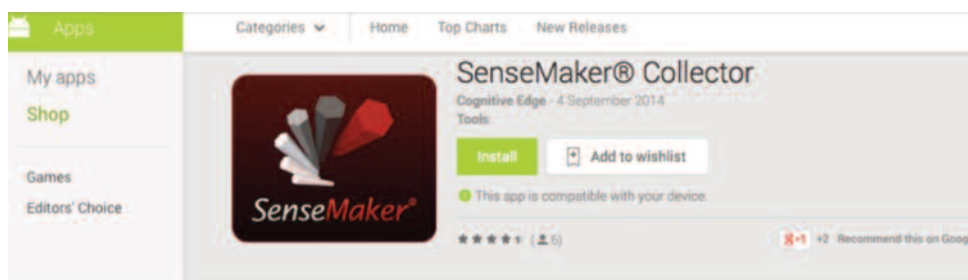 Apps
Categories Home Top Charts New Releases
My apps
Shop
Games
Editors' Choice
SenseMaker®
SenseMaker® Collector
Cognitive Edge - 4 September 2014
Tools
Install
Add to wishlist
This app is compatible with your device.
(6)
g+1 +2 Recommend this on Goog